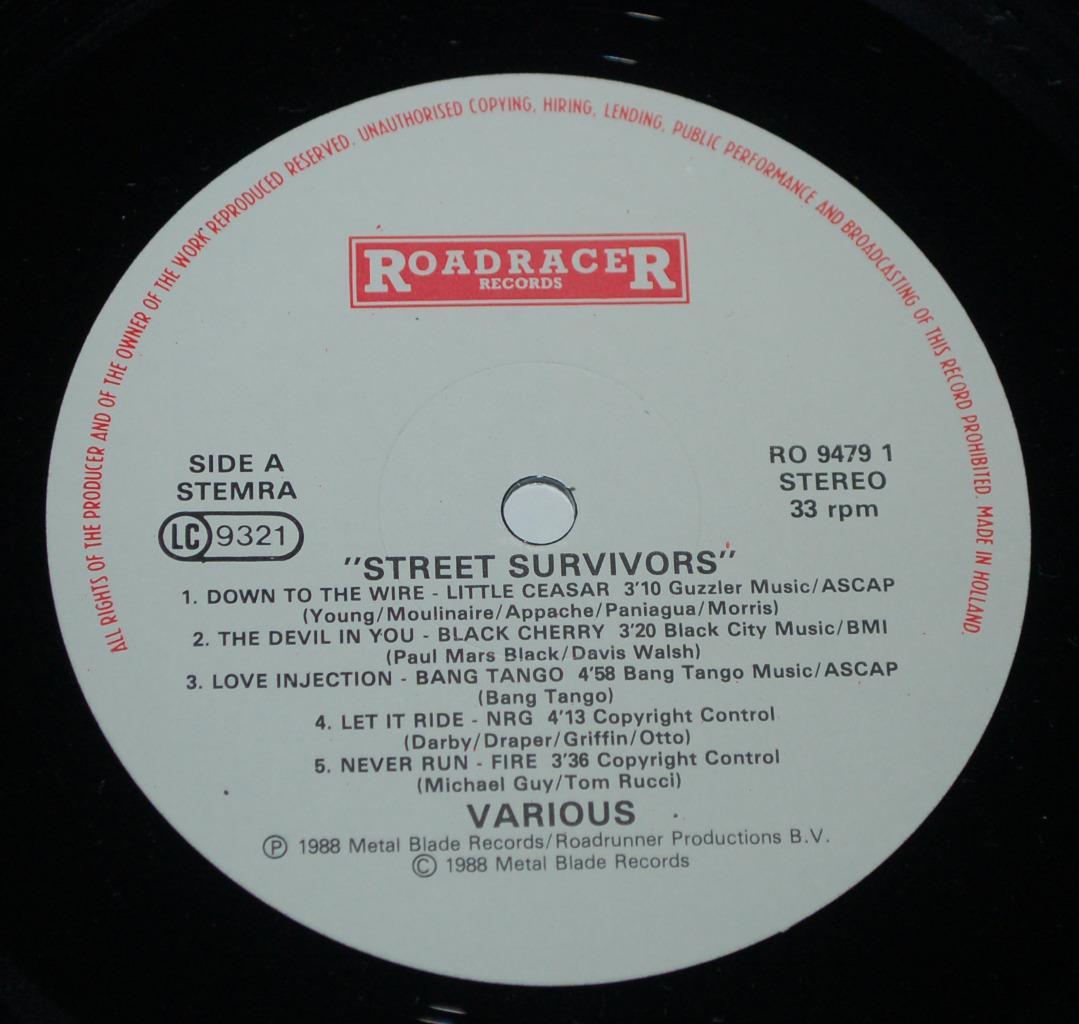 ALL RIGHTS OF THE PRODUCER AND OF THE OWNER OF THE WORK REPRODUCED RESERVED. UNAUTHORISED COPYING, HIRING, LENDING, PUBLIC PERFORMANCE AND BROADCASTING OF THIS RECORD PROHIBITED. MADE IN HOLLAND.
ROADRACER
RECORDS
SIDE A
STEMRA
LC 9321
RO 9479 1
STEREO
33 rpm
"STREET SURVIVORS"
1. DOWN TO THE WIRE - LITTLE CEASAR 3'10 Guzzler Music/ASCAP
(Young/Moulinaire/Appache/Paniagua/Morris)
2. THE DEVIL IN YOU - BLACK CHERRY 3'20 Black City Music/BMI
(Paul Mars Black/Davis Walsh)
3. LOVE INJECTION - BANG TANGO 4'58 Bang Tango Music/ASCAP
(Bang Tango)
4. LET IT RIDE - NRG 4'13 Copyright Control
(Darby/Draper/Griffin/Otto)
5. NEVER RUN - FIRE 3'36 Copyright Control
(Michael Guy/Tom Rucci)
VARIOUS
℗ 1988 Metal Blade Records/Roadrunner Productions B.V.
© 1988 Metal Blade Records